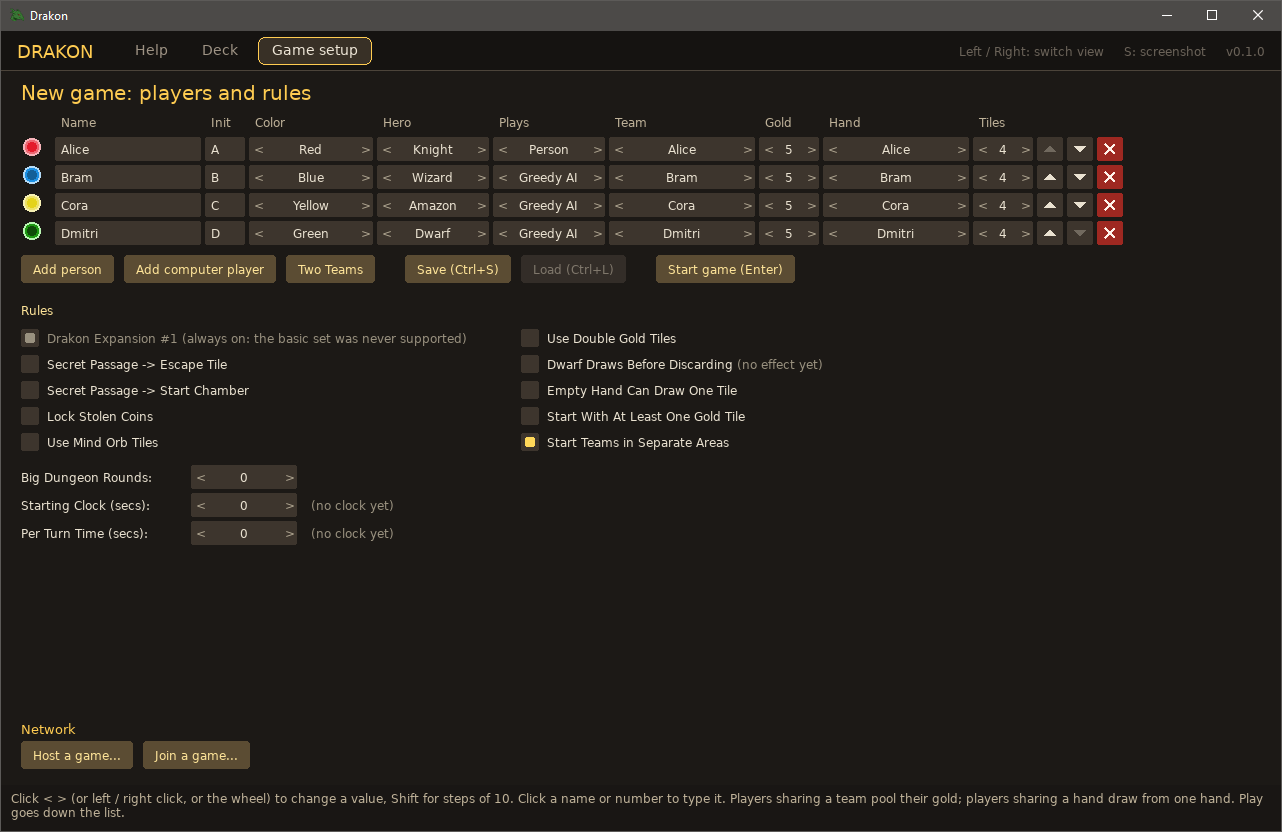 Drakon
DRAKON Help Deck Game setup Left / Right: switch view S: screenshot v0.1.0
New game: players and rules
Name Init Color Hero Plays Team Gold Hand Tiles
Alice A < Red > < Knight > < Person > < Alice > < 5 > < Alice > < 4 >
Bram B < Blue > < Wizard > < Greedy AI > < Bram > < 5 > < Bram > < 4 >
Cora C < Yellow > < Amazon > < Greedy AI > < Cora > < 5 > < Cora > < 4 >
Dmitri D < Green > < Dwarf > < Greedy AI > < Dmitri > < 5 > < Dmitri > < 4 >
Add person Add computer player Two Teams Save (Ctrl+S) Load (Ctrl+L) Start game (Enter)
Rules
Drakon Expansion #1 (always on: the basic set was never supported) Use Double Gold Tiles
Secret Passage -> Escape Tile Dwarf Draws Before Discarding (no effect yet)
Secret Passage -> Start Chamber Empty Hand Can Draw One Tile
Lock Stolen Coins Start With At Least One Gold Tile
Use Mind Orb Tiles Start Teams in Separate Areas
Big Dungeon Rounds: < 0 >
Starting Clock (secs): < 0 > (no clock yet)
Per Turn Time (secs): < 0 > (no clock yet)
Network
Host a game... Join a game...
Click < > (or left / right click, or the wheel) to change a value, Shift for steps of 10. Click a name or number to type it. Players sharing a team pool their gold; players sharing a hand draw from one hand. Play
goes down the list.